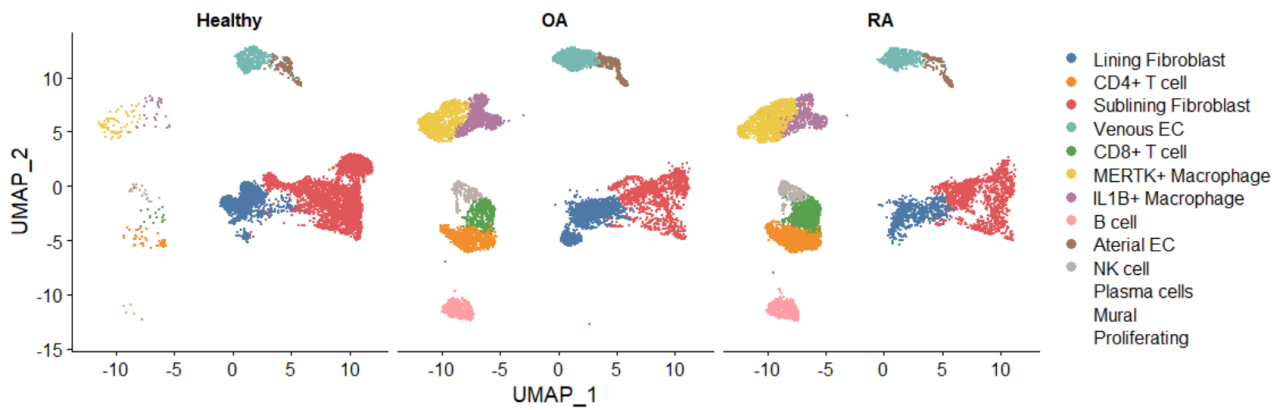 Healthy
OA
RA
UMAP_2
10
5
0
-5
-10
-15
-10
-5
0
5
10
-10
-5
0
5
10
-10
-5
0
5
10
UMAP_1
Lining Fibroblast
CD4+ T cell
Sublining Fibroblast
Venous EC
CD8+ T cell
MERTK+ Macrophage
IL1B+ Macrophage
B cell
Aterial EC
NK cell
Plasma cells
Mural
Proliferating